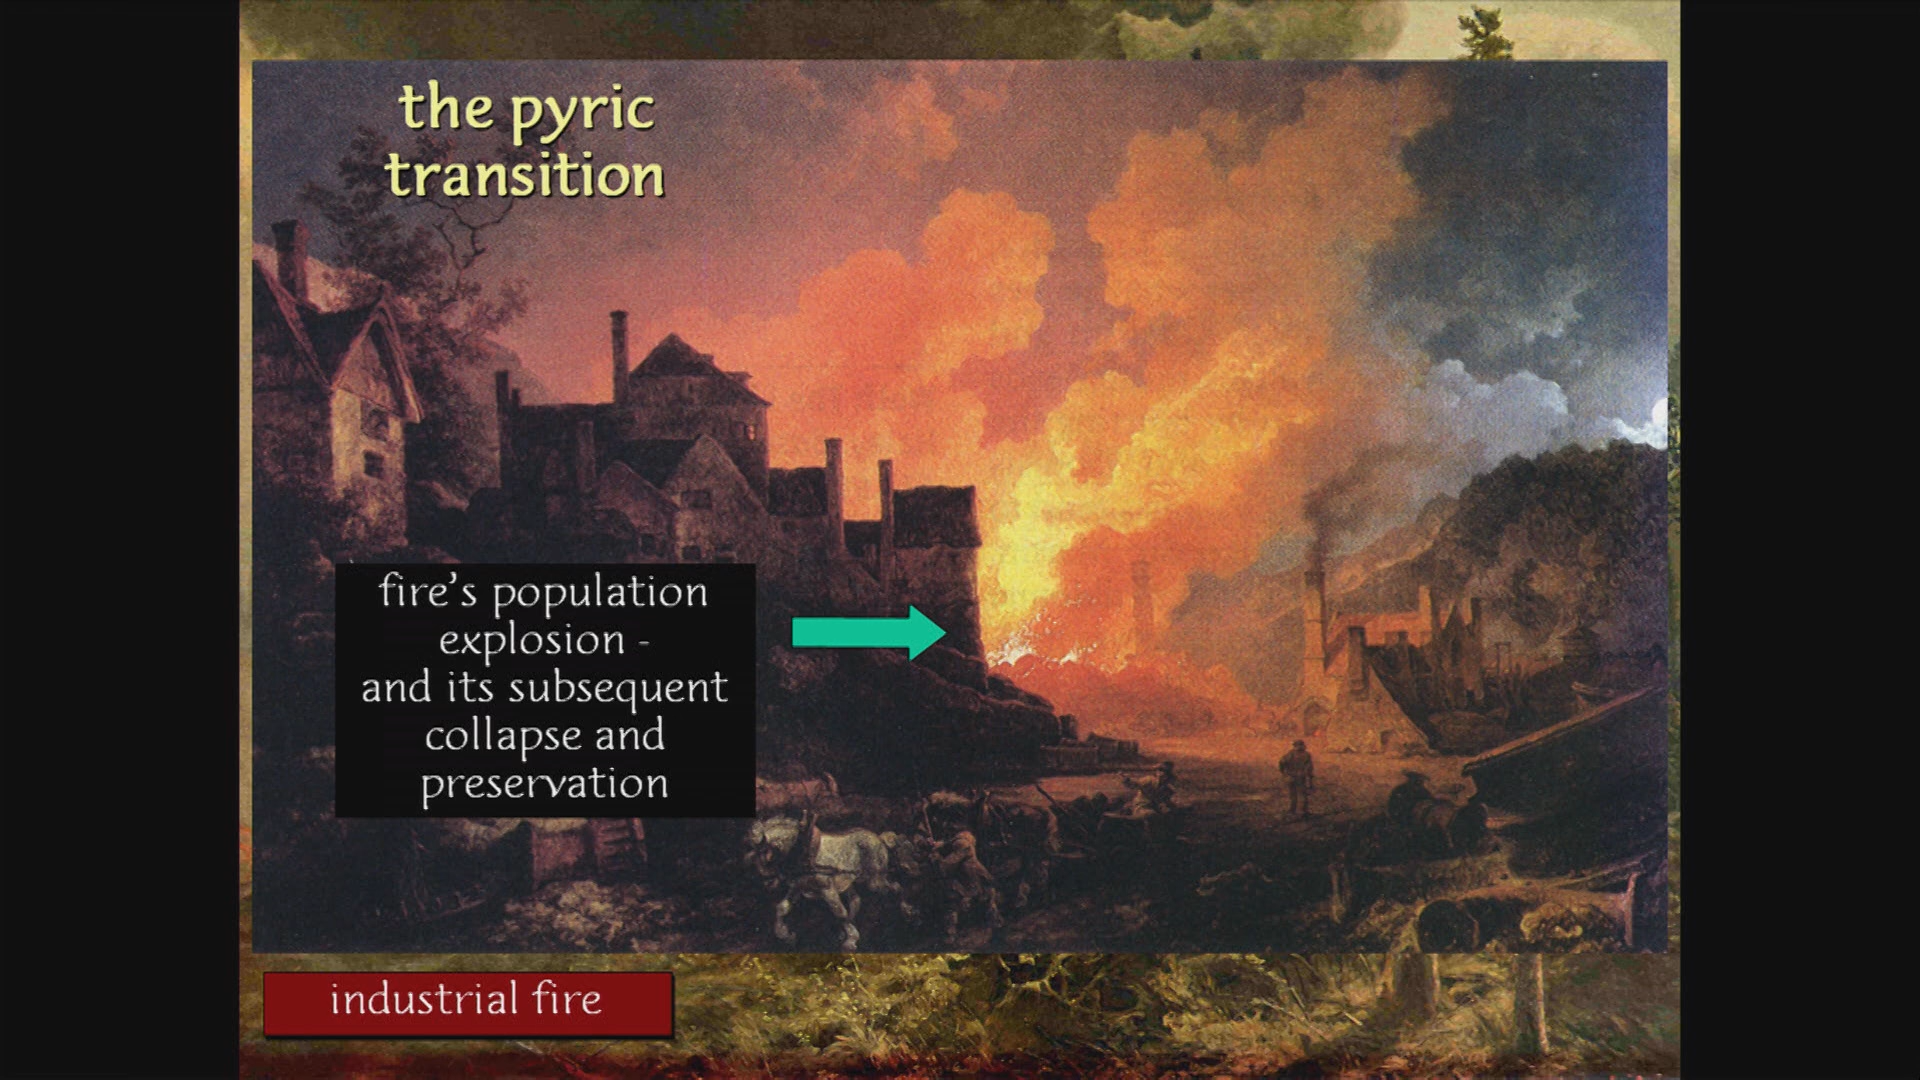 the pyric
transition
fire's population
explosion -
and its subsequent
collapse and
preservation
industrial fire